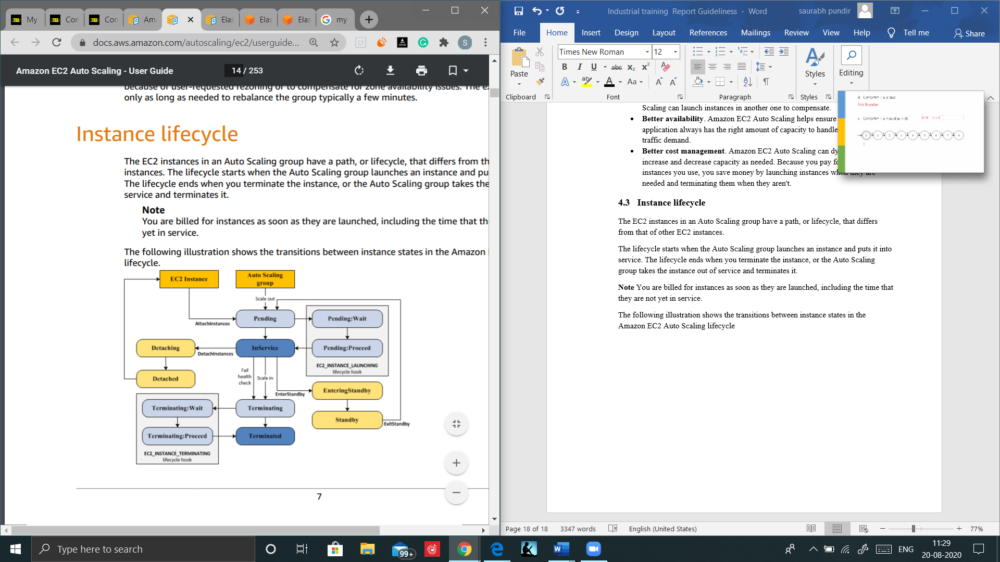 My
Con
Con
Ama
Elas
Elas
Elas
my
docs.aws.amazon.com/autoscaling/ec2/userguide...
S
Amazon EC2 Auto Scaling - User Guide
14 / 253
because of user-requested rezoning or to compensate for zone availability issues. The
only as long as needed to rebalance the group typically a few minutes.
Instance lifecycle
The EC2 instances in an Auto Scaling group have a path, or lifecycle, that differs from th
instances. The lifecycle starts when the Auto Scaling group launches an instance and pu
The lifecycle ends when you terminate the instance, or the Auto Scaling group takes the
service and terminates it.
Note
You are billed for instances as soon as they are launched, including the time that th
yet in service.
The following illustration shows the transitions between instance states in the Amazon
lifecycle.
EC2 Instance
Auto Scaling
group
Scale out
Pending
Pending:Wait
AttachInstances
Detaching
DetachInstances
InService
Pending:Proceed
EC2_INSTANCE_LAUNCHING
lifecycle hook
Fail
health
check
Scale in
Detached
EnterStandby
EnteringStandby
Terminating:Wait
Terminating
Standby
ExitStandby
Terminating:Proceed
Terminated
EC2_INSTANCE_TERMINATING
lifecycle hook
7
Industrial training Report Guideliness - Word
saurabh pundir
File
Home
Insert
Design
Layout
References
Mailings
Review
View
Help
Tell me
Share
Paste
Times New Roman
12
B I U abc X₂ X²
A ab A Aa A A
Styles
Editing
Clipboard
Font
Paragraph
Styles
Scaling can launch instances in another one to compensate.
• Better availability. Amazon EC2 Auto Scaling helps ensure
application always has the right amount of capacity to handle
traffic demand.
• Better cost management. Amazon EC2 Auto Scaling can dy
increase and decrease capacity as needed. Because you pay fo
instances you use, you save money by launching instances when they are
needed and terminating them when they aren't.
4.3 Instance lifecycle
The EC2 instances in an Auto Scaling group have a path, or lifecycle, that differs
from that of other EC2 instances.
The lifecycle starts when the Auto Scaling group launches an instance and puts it into
service. The lifecycle ends when you terminate the instance, or the Auto Scaling
group takes the instance out of service and terminates it.
Note You are billed for instances as soon as they are launched, including the time that
they are not yet in service.
The following illustration shows the transitions between instance states in the
Amazon EC2 Auto Scaling lifecycle
Not Regular
Page 18 of 18
3347 words
English (United States)
77%
Type here to search
99+
ENG
11:29
20-08-2020